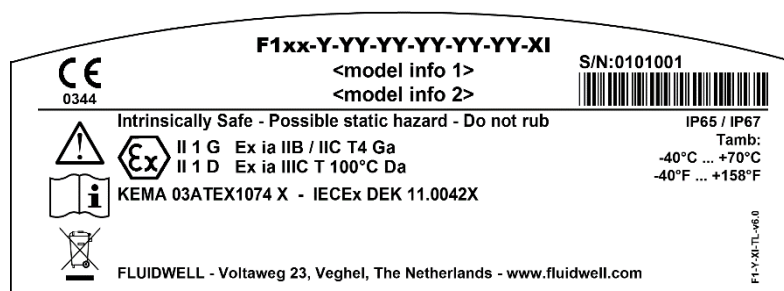 F1xx-Y-YY-YY-YY-YY-YY-XI
<model info 1>
<model info 2>
S/N:0101001
CE
0344
Intrinsically Safe - Possible static hazard - Do not rub
Ex
II 1 G Ex ia IIB / IIC T4 Ga
II 1 D Ex ia IIIC T 100°C Da
KEMA 03ATEX1074 X - IECEx DEK 11.0042X
IP65 / IP67
Tamb:
-40°C ... +70°C
-40°F ... +158°F
i
FLUIDWELL - Voltaweg 23, Veghel, The Netherlands - www.fluidwell.com
F1-Y-XI-TL-v6.0